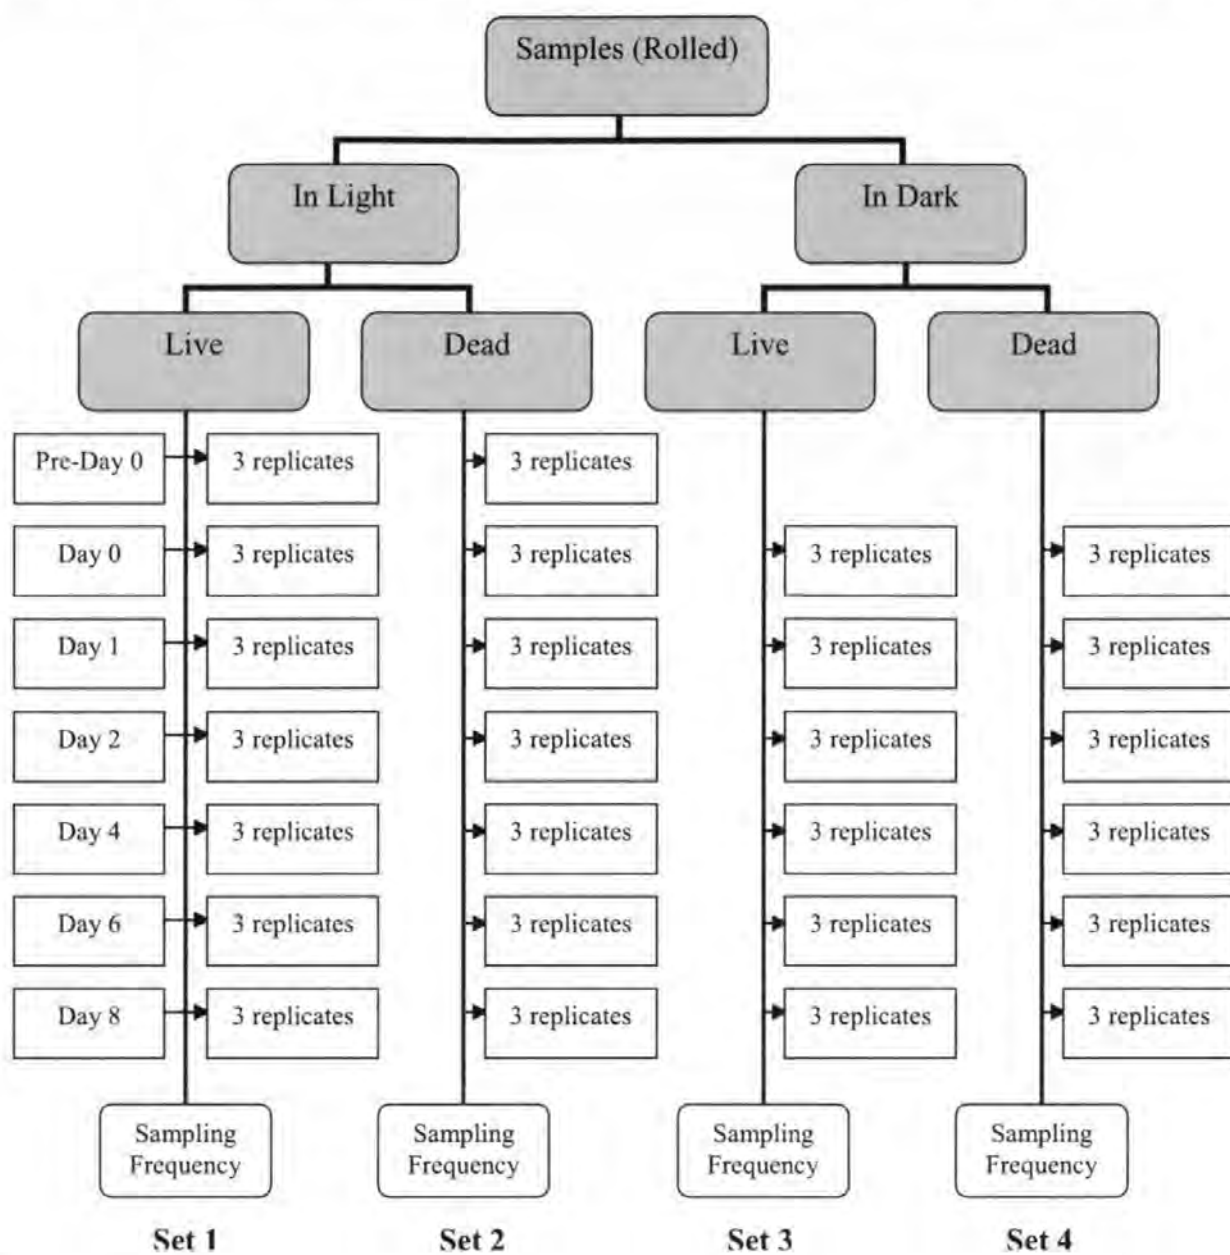 Samples (Rolled)
In Light
In Dark
Live
Dead
Live
Dead
Pre-Day 0
3 replicates
3 replicates
Day 0
3 replicates
3 replicates
3 replicates
3 replicates
Day 1
3 replicates
3 replicates
3 replicates
3 replicates
Day 2
3 replicates
3 replicates
3 replicates
3 replicates
Day 4
3 replicates
3 replicates
3 replicates
3 replicates
Day 6
3 replicates
3 replicates
3 replicates
3 replicates
Day 8
3 replicates
3 replicates
3 replicates
3 replicates
Sampling
Frequency
Sampling
Frequency
Sampling
Frequency
Sampling
Frequency
Set 1
Set 2
Set 3
Set 4